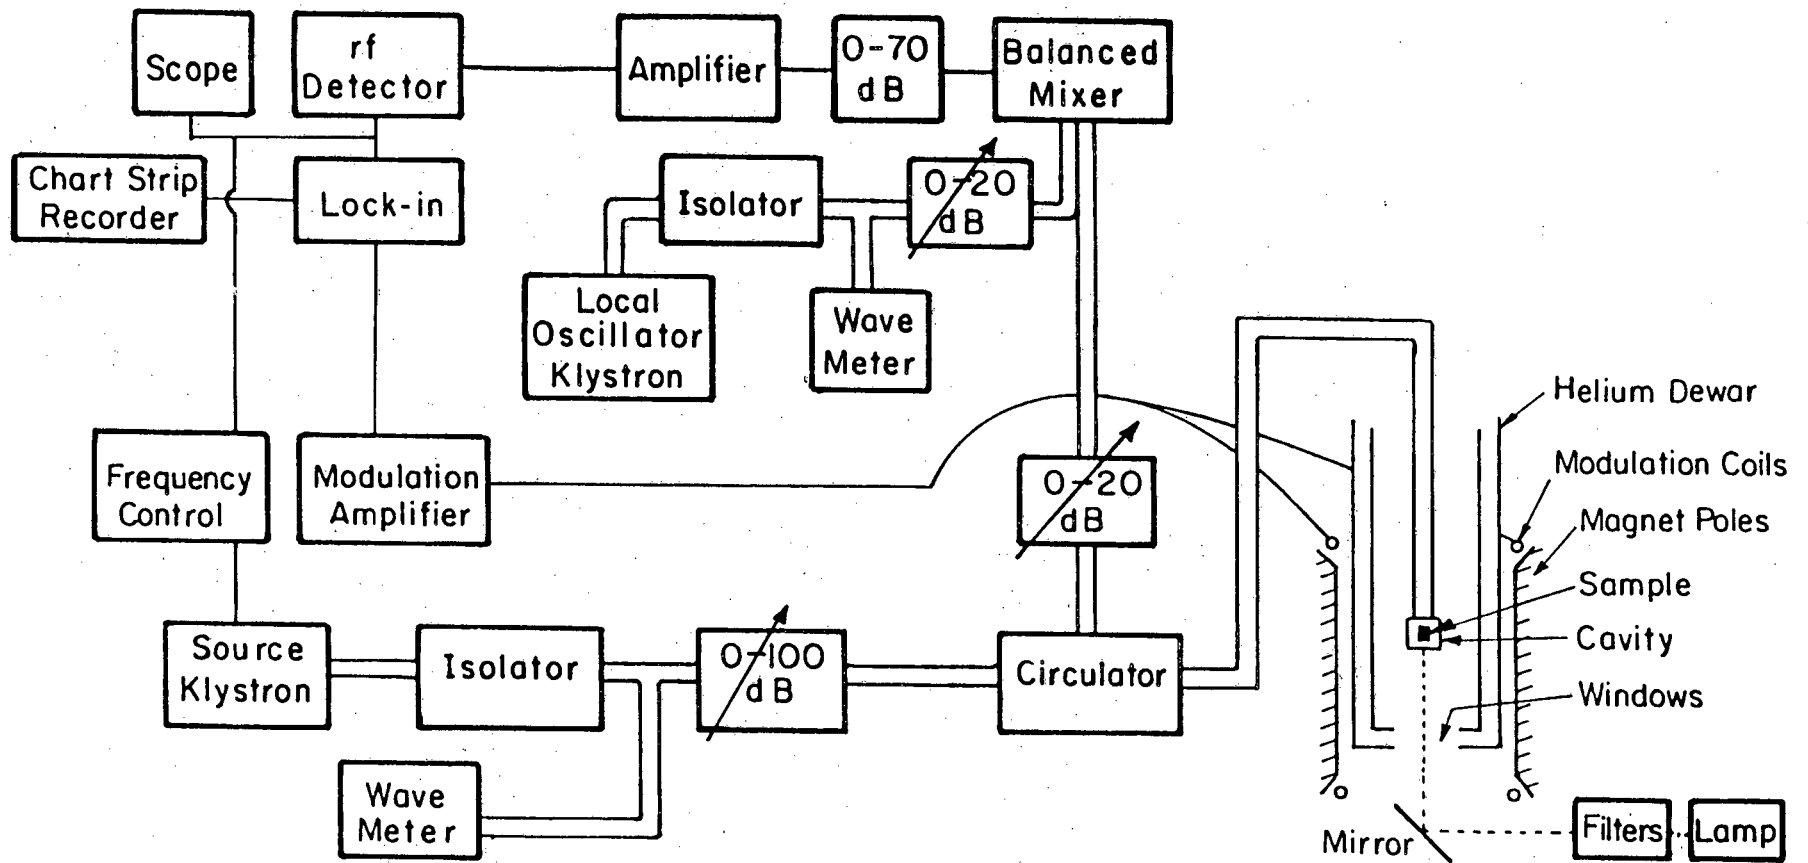 Scope
rf
Detector
Amplifier
0-70
dB
Balanced
Mixer
Chart Strip
Recorder
Lock-in
Isolator
0-20
dB
Local
Oscillator
Klystron
Wave
Meter
Helium Dewar
Modulation Coils
Magnet Poles
Sample
Cavity
Windows
Frequency
Control
Modulation
Amplifier
0-20
dB
Source
Klystron
Isolator
0-100
dB
Circulator
Wave
Meter
Mirror
Filters
Lamp